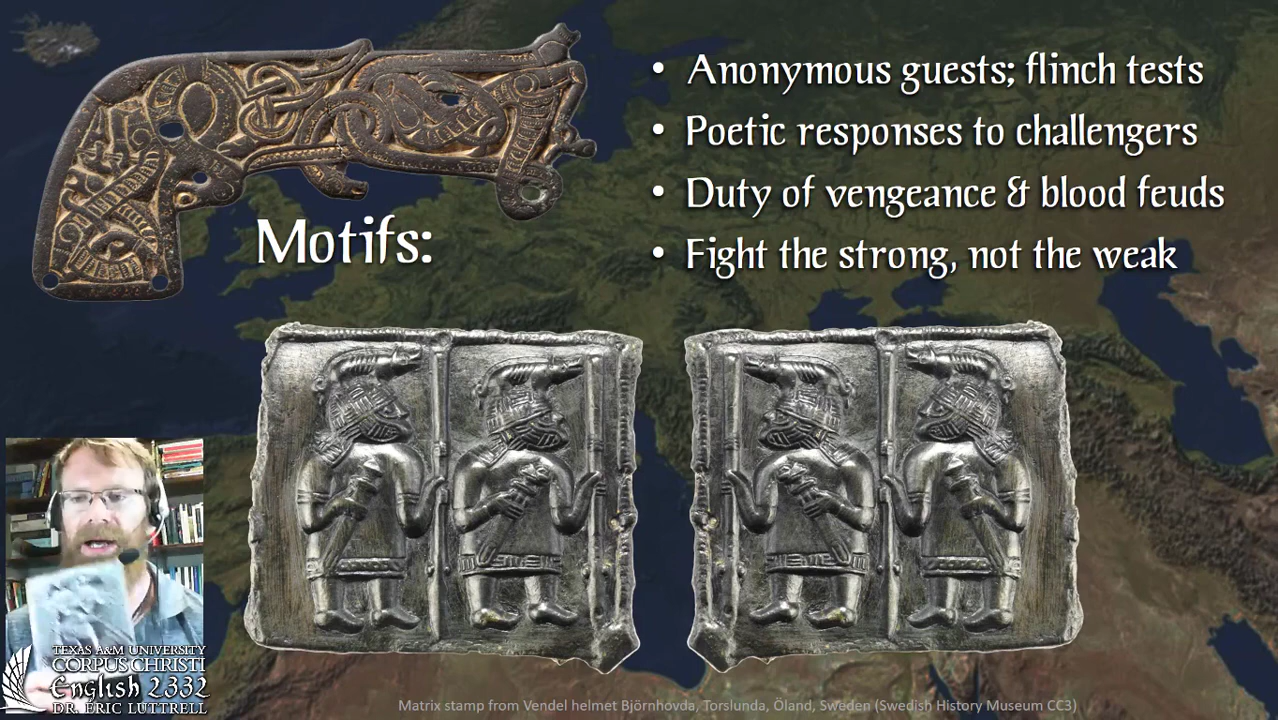 • Anonymous guests; flinch tests
• Poetic responses to challengers
• Duty of vengeance & blood feuds
• Fight the strong, not the weak
Motifs:
TEXAS A&M UNIVERSITY
CORPUS CHRISTI
English 2332
DR. ERIC LUTTRELL
Matrix stamp from Vendel helmet Björnhovda, Torslunda, Öland, Sweden (Swedish History Museum CC3)